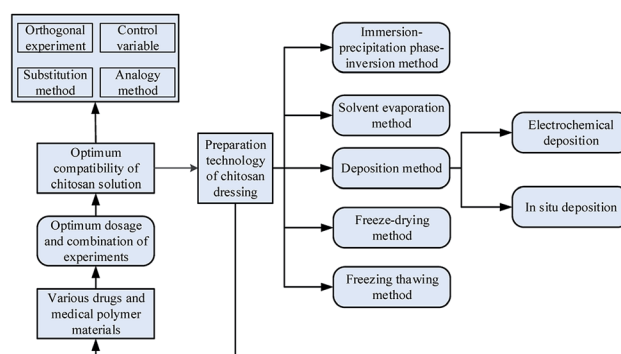 Orthogonal
experiment
Control
variable
Substitution
method
Analogy
method
Optimum
compatibility of
chitosan solution
Optimum dosage
and combination of
experiments
Various drugs and
medical polymer
materials
Preparation
technology
of chitosan
dressing
Immersion-
precipitation phase-
inversion method
Solvent evaporation
method
Deposition method
Freeze-drying
method
Freezing thawing
method
Electrochemical
deposition
In situ deposition